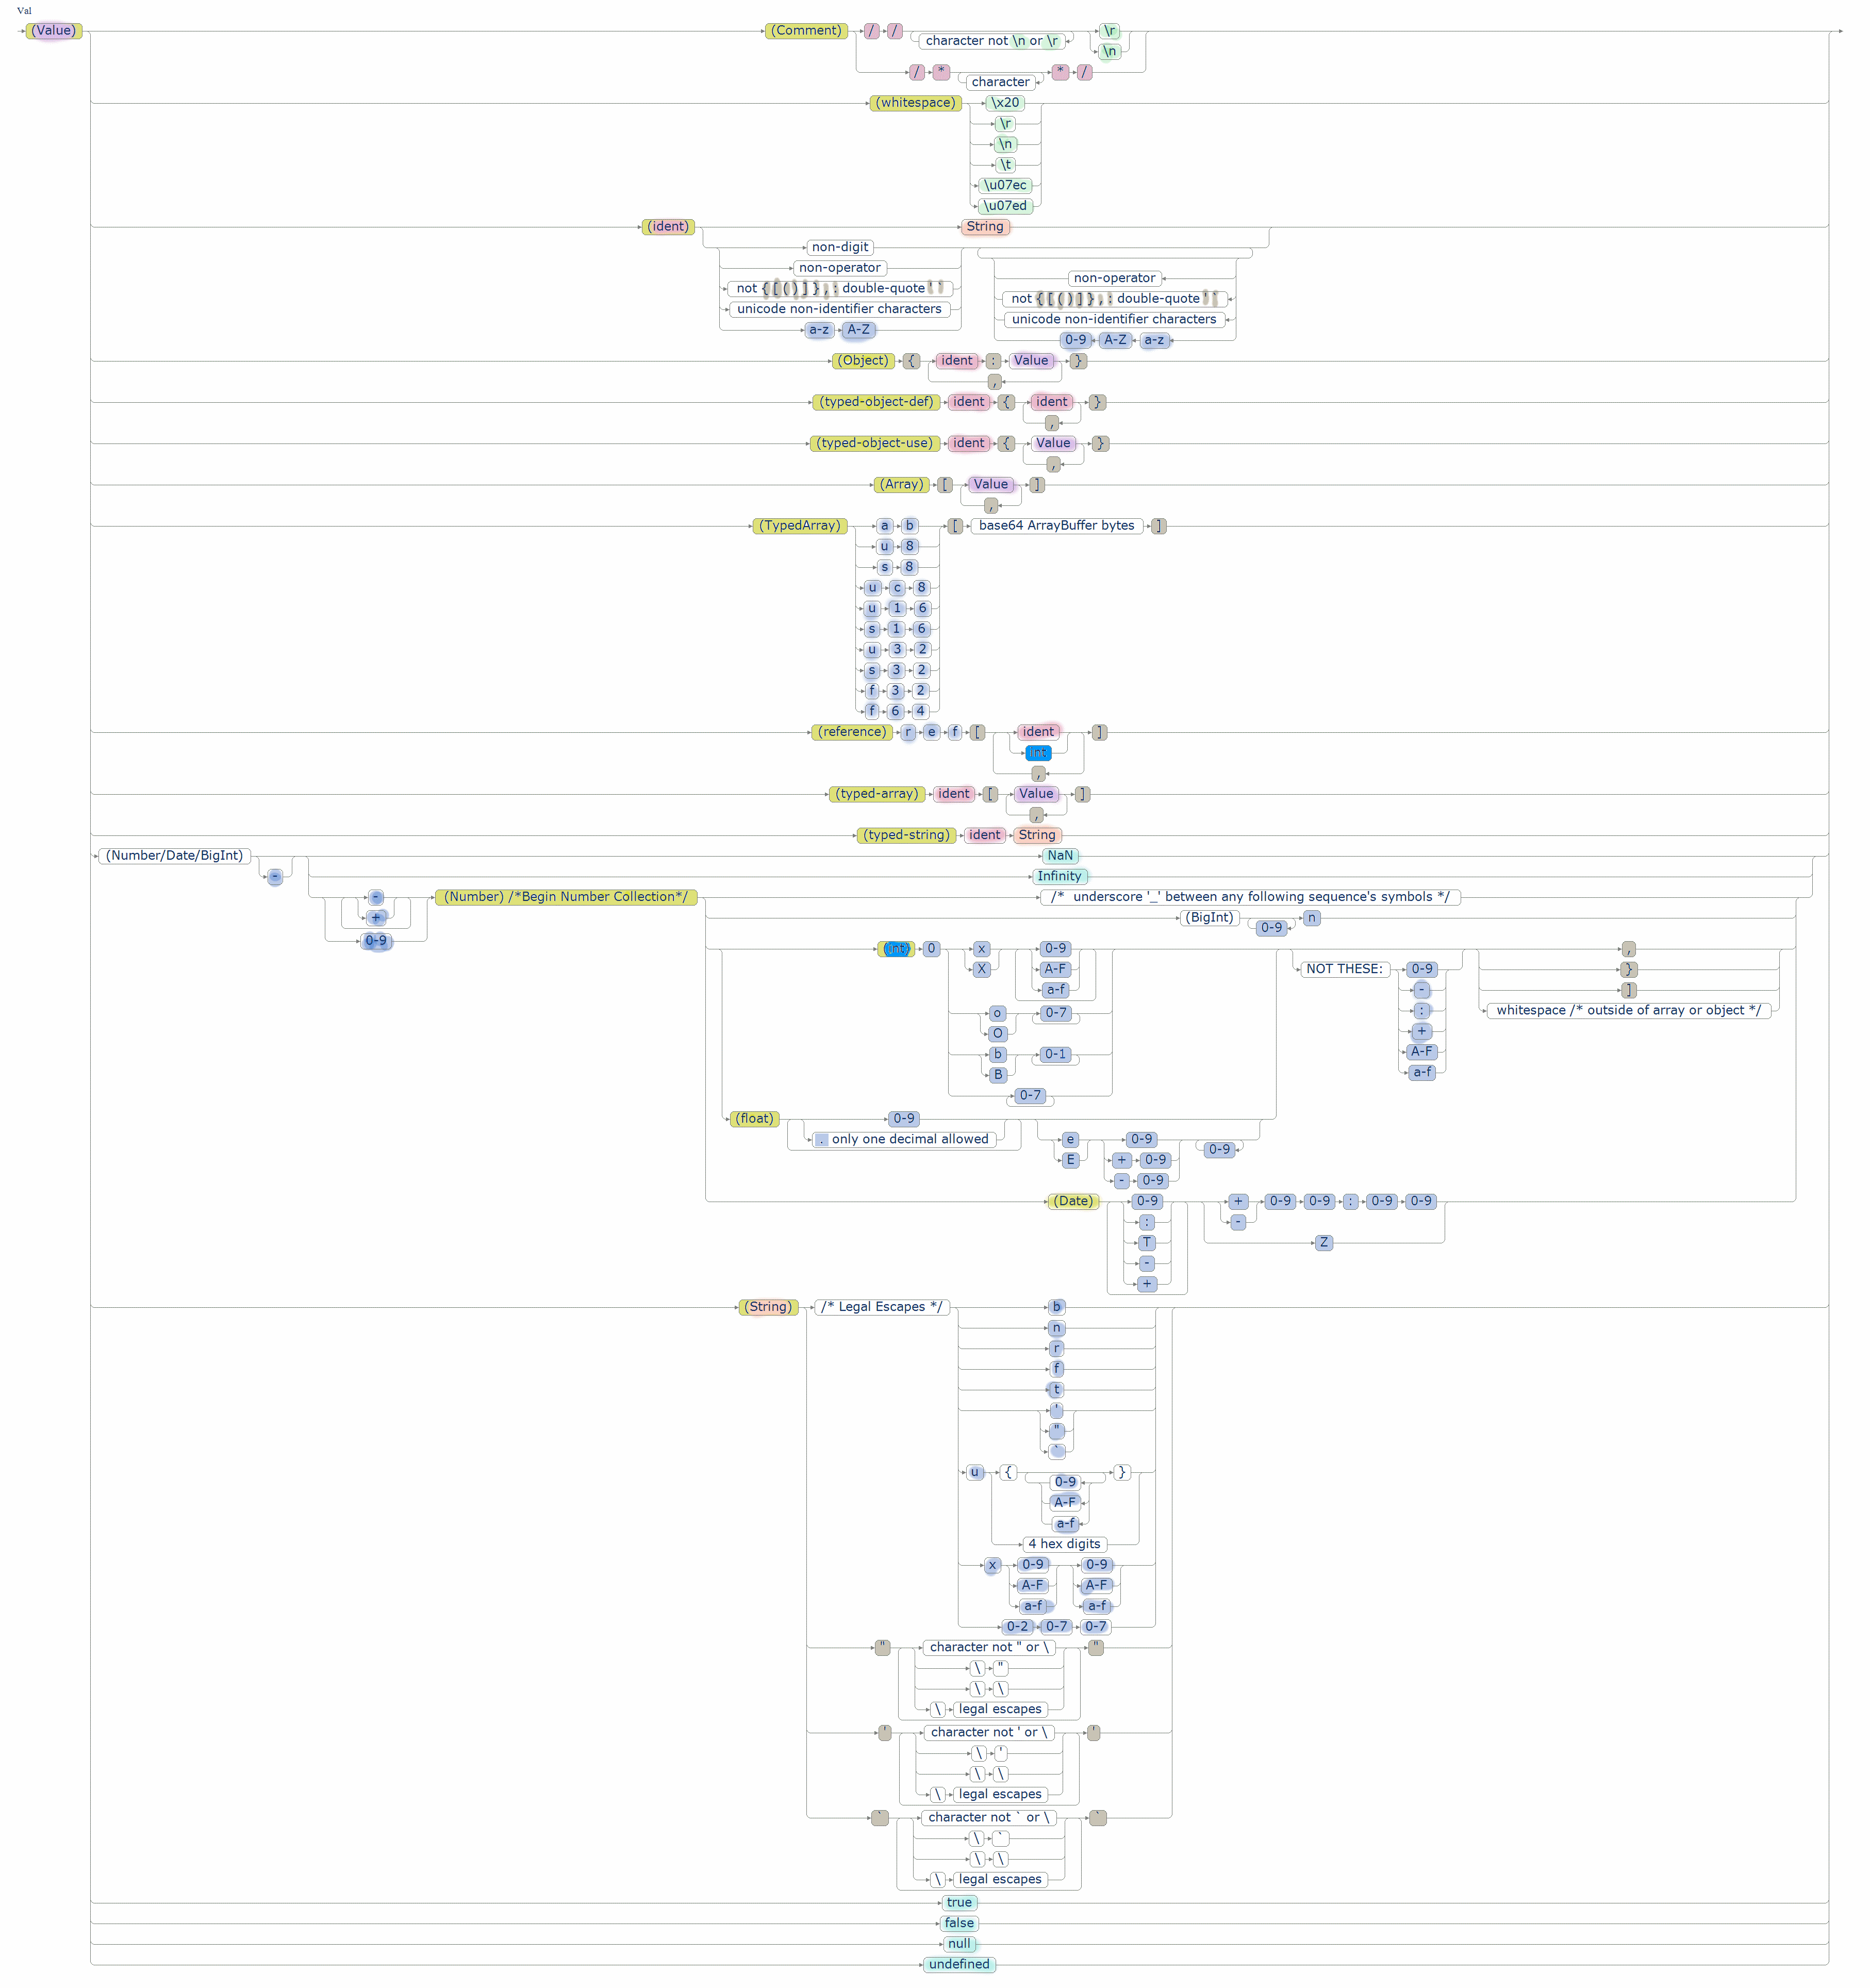 Val
(Value) (Comment) / / \r
character not \n or \r
\n
/ * * /
character
(whitespace) \x20
\r
\n
\t
\u07ec
\u07ed
(ident) String
non-digit
non-operator
non-operator
not { [ ( ) ] } , : double-quote ' `
not { [ ( ) ] } , : double-quote ' `
unicode non-identifier characters
unicode non-identifier characters
a-z A-Z
0-9 A-Z a-z
(Object) { ident : Value }
,
(typed-object-def) ident { ident }
,
(typed-object-use) ident { Value }
,
(Array) [ Value ]
,
(TypedArray) a b [ base64 ArrayBuffer bytes ]
u 8
s 8
u c 8
u 1 6
s 1 6
u 3 2
s 3 2
f 3 2
f 6 4
(reference) r e f [ ident ]
int
,
(typed-array) ident [ Value ]
,
(typed-string) ident String
(Number/Date/BigInt) NaN
-
Infinity
- (Number) /*Begin Number Collection*/ /* underscore '_' between any following sequence's symbols */
+
(BigInt) n
0-9
0-9
(int) 0 x 0-9 ,
X A-F NOT THESE: 0-9 }
a-f - ]
: whitespace /* outside of array or object */
o 0-7
O +
b 0-1 A-F
B a-f
0-7
(float) 0-9
. only one decimal allowed e 0-9
0-9
E + 0-9
- 0-9
(Date) 0-9 + 0-9 0-9 : 0-9 0-9
: -
T Z
-
+
(String) /* Legal Escapes */ b
n
r
f
t
'
"
`
u { }
0-9
A-F
a-f
4 hex digits
x 0-9 0-9
A-F A-F
a-f a-f
0-2 0-7 0-7
" character not " or \ "
\ "
\ \
\ legal escapes
' character not ' or \ '
\ '
\ \
\ legal escapes
` character not ` or \ `
\ `
\ \
\ legal escapes
true
false
null
undefined